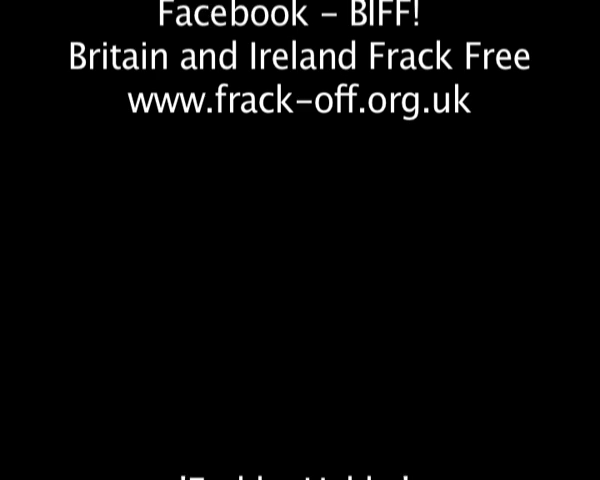 Facebook – BIFF!
Britain and Ireland Frack Free
www.frack-off.org.uk